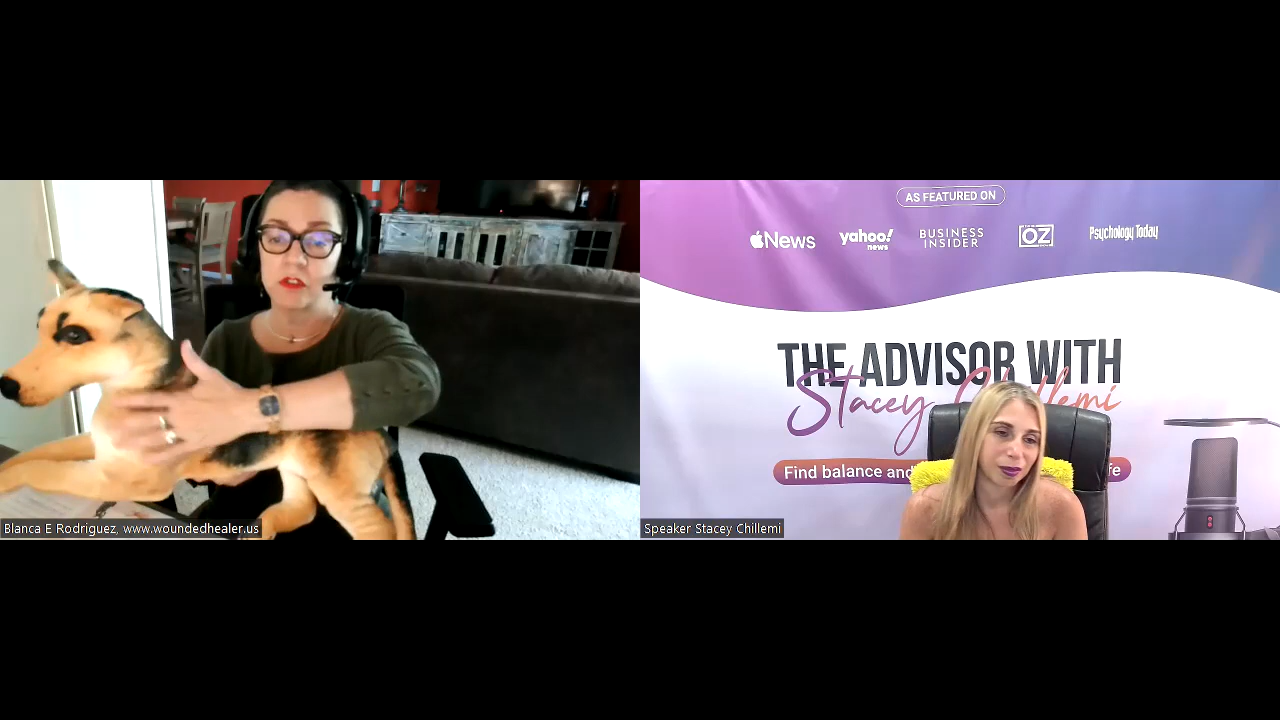 AS FEATURED ON
News
yahoo!
news
BUSINESS
INSIDER
OZ
Psychology Today
THE ADVISOR WITH
Stacey Chillemi
Find balance and
fe
Blanca E Rodriguez, www.woundedhealer.us
Speaker Stacey Chillemi